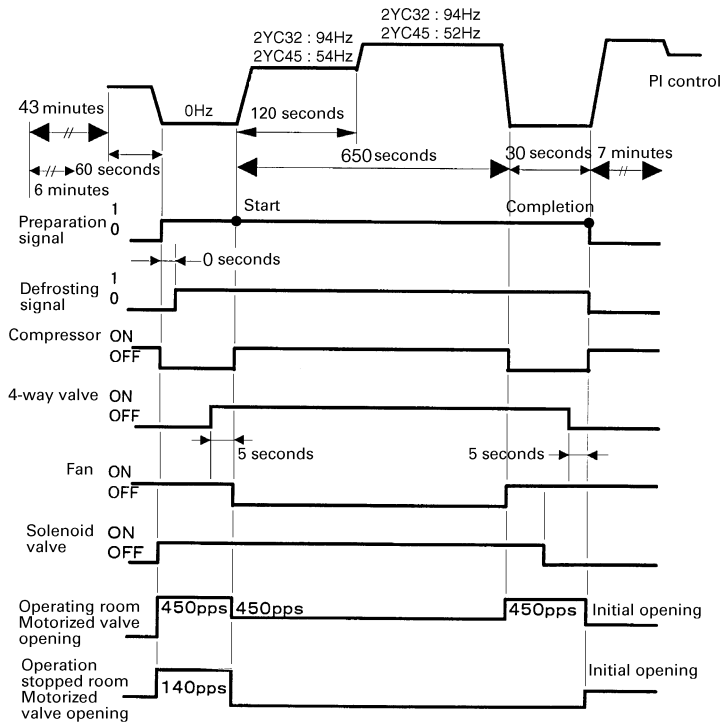 2YC32 : 94Hz
2YC45 : 52Hz
2YC32 : 94Hz
2YC45 : 54Hz
PI control
43 minutes
0Hz
120 seconds
60 seconds
650 seconds
30 seconds
7 minutes
6 minutes
Start
Completion
Preparation signal
1
0
0 seconds
Defrosting signal
1
0
Compressor
ON
OFF
4-way valve
ON
OFF
5 seconds
5 seconds
Fan
ON
OFF
Solenoid valve
ON
OFF
Operating room
Motorized valve
opening
450pps
450pps
450pps
Initial opening
Operation
stopped room
Motorized
valve opening
140pps
Initial opening